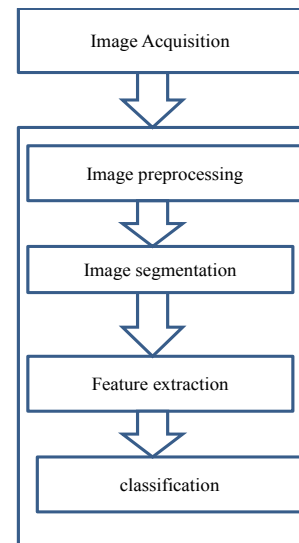 Image Acquisition
Image preprocessing
Image segmentation
Feature extraction
classification